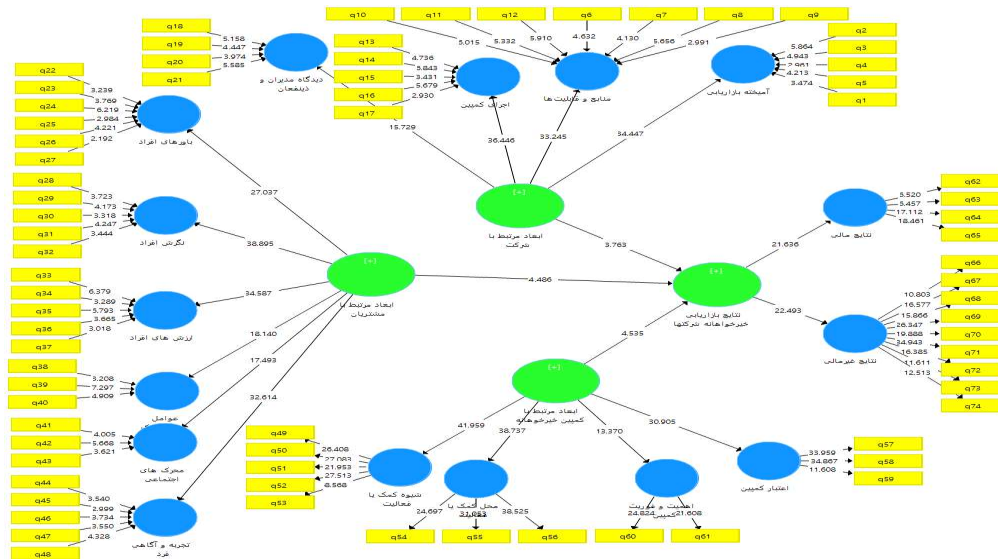 q10
q11
q12
q6
q7
q8
q9
5.015
5.332
5.910
4.632
4.130
5.656
2.991
q18
q19
q20
q21
5.158
4.447
3.974
5.585
دیدگاه مدیران و
ذینفعان
q13
q14
q15
q16
q17
4.736
5.843
3.431
5.679
2.930
اجرای کمپین
منابع و قابلیت ها
q2
q3
q4
q5
q1
5.864
4.943
2.961
4.213
3.474
آمیخته بازاریابی
q22
q23
q24
q25
q26
q27
3.239
3.769
6.219
2.984
4.221
2.192
باورهای افراد
15.729
36.446
33.245
34.447
[+]
ابعاد مرتبط با
شرکت
q28
q29
q30
q31
q32
3.723
4.173
3.318
4.247
3.444
نگرش افراد
27.037
38.895
34.587
18.140
17.493
32.614
[+]
ابعاد مرتبط با
مشتریان
3.763
4.486
4.535
[+]
نتایج بازاریابی
خیرخواهانه شرکتها
21.636
22.493
q62
q63
q64
q65
5.457
17.112
18.461
نتایج مالی
q66
q67
q68
q69
q70
q71
q72
q73
q74
10.803
16.577
15.866
26.347
19.888
34.943
16.385
11.611
12.513
نتایج غیرمالی
q33
q34
q35
q36
q37
6.379
3.289
5.793
3.665
3.018
ارزش های افراد
q38
q39
q40
3.208
7.297
4.909
عوامل
q41
q42
q43
4.005
5.668
3.621
محرک های
اجتماعی
q44
q45
q46
q47
q48
3.540
2.999
3.734
3.550
4.328
تجربه و آگاهی
فرد
[+]
ابعاد مرتبط با
کمپین خیرخواهانه
41.959
38.737
13.370
30.905
q49
q50
q51
q52
q53
26.408
27.083
21.953
27.513
8.568
شیوه کمک یا
فعالیت
محل کمک یا
24.697
38.525
q54
q55
q56
اهمیت و فوریت
کمپین
24.824
21.608
q60
q61
اعتبار کمپین
33.959
34.867
11.608
q57
q58
q59